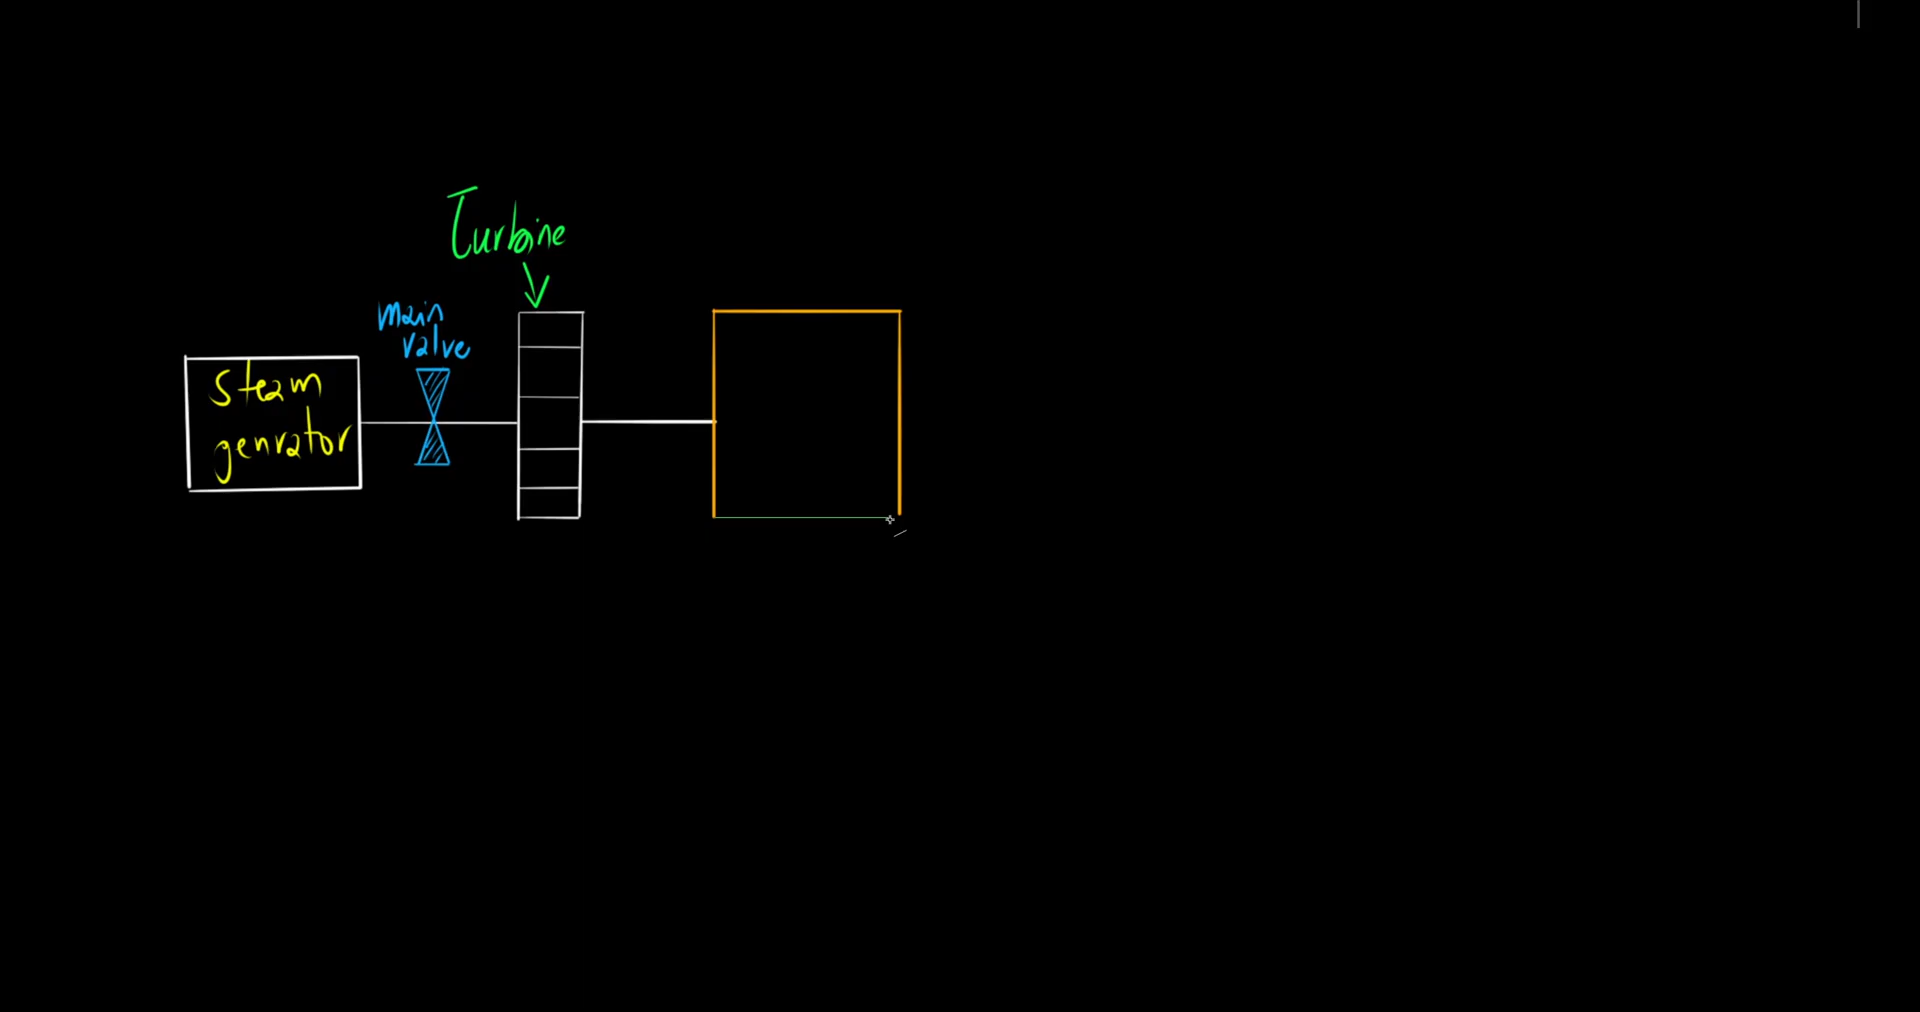 Turbine
main
valve
steam
genrator